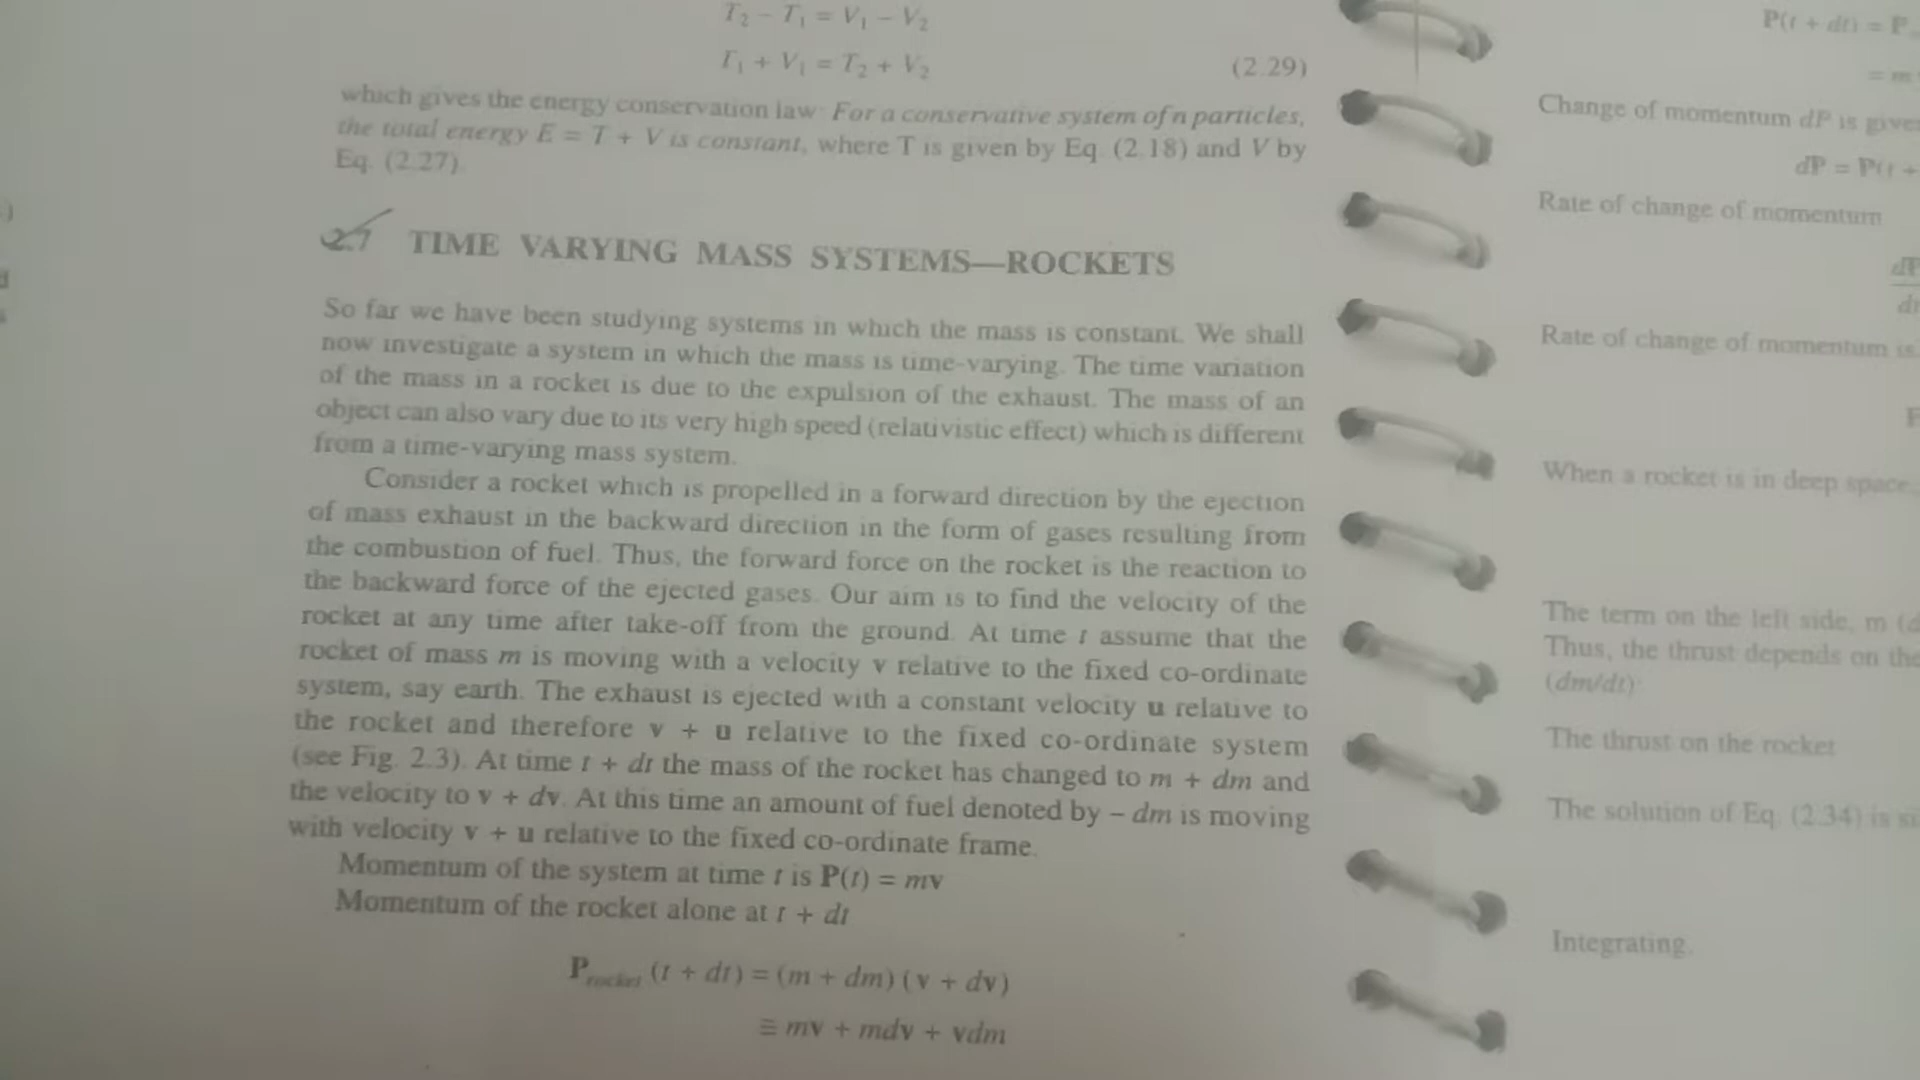 T₂ − T₁ = V₁ − V₂
T₁ + V₁ = T₂ + V₂ (2.29)
which gives the energy conservation law: For a conservative system of n particles,
the total energy E = T + V is constant, where T is given by Eq. (2.18) and V by
Eq. (2.27).
2.7 TIME VARYING MASS SYSTEMS—ROCKETS
So far we have been studying systems in which the mass is constant. We shall
now investigate a system in which the mass is time-varying. The time variation
of the mass in a rocket is due to the expulsion of the exhaust. The mass of an
object can also vary due to its very high speed (relativistic effect) which is different
from a time-varying mass system.
Consider a rocket which is propelled in a forward direction by the ejection
of mass exhaust in the backward direction in the form of gases resulting from
the combustion of fuel. Thus, the forward force on the rocket is the reaction to
the backward force of the ejected gases. Our aim is to find the velocity of the
rocket at any time after take-off from the ground. At time t assume that the
rocket of mass m is moving with a velocity v relative to the fixed co-ordinate
system, say earth. The exhaust is ejected with a constant velocity u relative to
the rocket and therefore v + u relative to the fixed co-ordinate system
(see Fig. 2.3). At time t + dt the mass of the rocket has changed to m + dm and
the velocity to v + dv. At this time an amount of fuel denoted by − dm is moving
with velocity v + u relative to the fixed co-ordinate frame.
Momentum of the system at time t is P(t) = mv
Momentum of the rocket alone at t + dt
P_rocket (t + dt) = (m + dm) (v + dv)
≅ mv + mdv + vdm
P(t + dt) = P
= m
Change of momentum dP is
dP = P(t +
Rate of change of momentum
Rate of change of momentum is
When a rocket is in deep space,
The term on the left side, m (
Thus, the thrust depends on the
(dm/dt):
The thrust on the rocket
The solution of Eq. (2.34) is
Integrating,